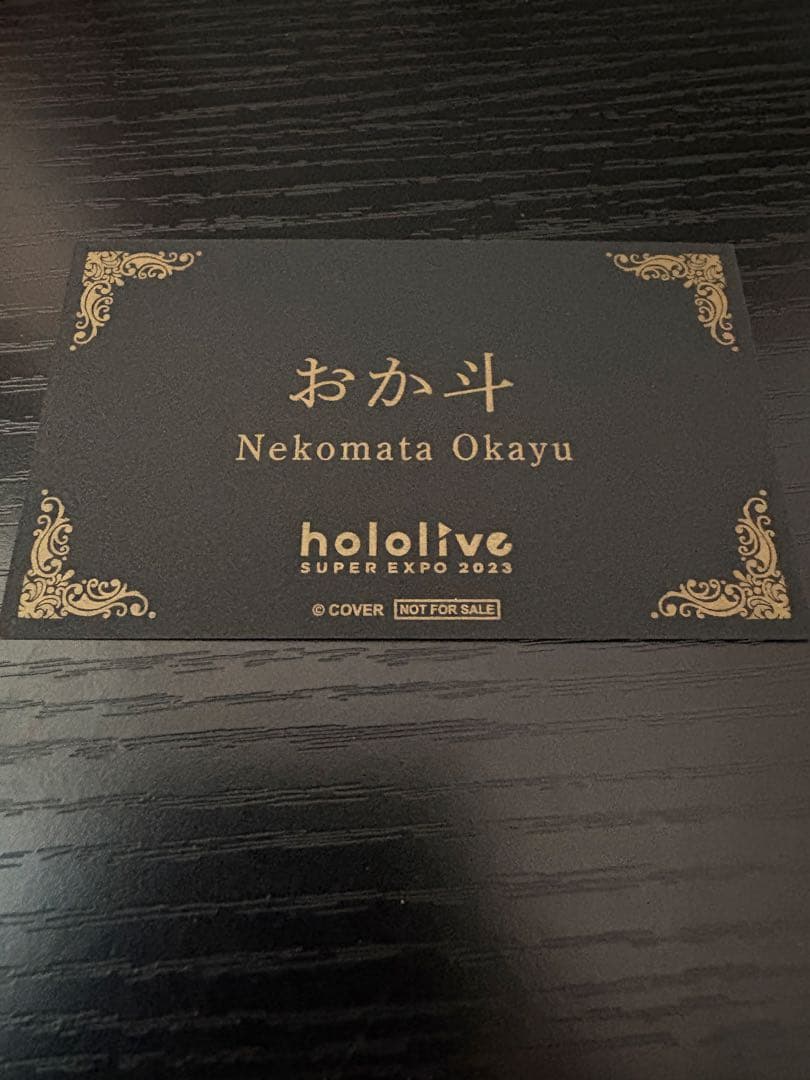 おか斗
Nekomata Okayu
hololive
SUPER EXPO 2023
© COVER NOT FOR SALE